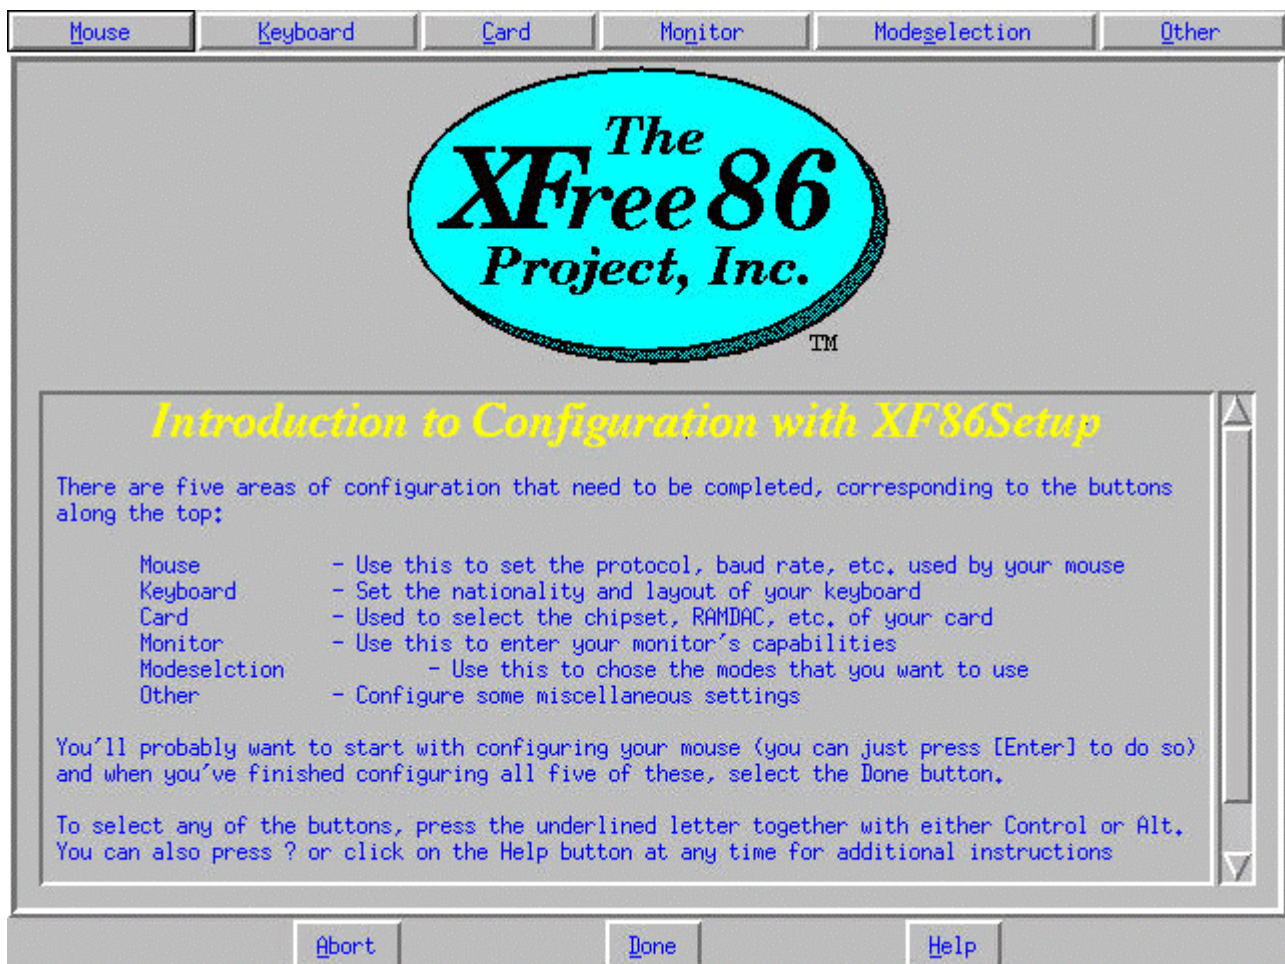 Mouse Keyboard Card Monitor Modeselection Other
The
XFree86
Project, Inc.
TM
Introduction to Configuration with XF86Setup
There are five areas of configuration that need to be completed, corresponding to the buttons
along the top:
Mouse - Use this to set the protocol, baud rate, etc. used by your mouse
Keyboard - Set the nationality and layout of your keyboard
Card - Used to select the chipset, RAMDAC, etc. of your card
Monitor - Use this to enter your monitor's capabilities
Modeselction - Use this to chose the modes that you want to use
Other - Configure some miscellaneous settings
You'll probably want to start with configuring your mouse (you can just press [Enter] to do so)
and when you've finished configuring all five of these, select the Done button.
To select any of the buttons, press the underlined letter together with either Control or Alt.
You can also press ? or click on the Help button at any time for additional instructions
Abort Done Help